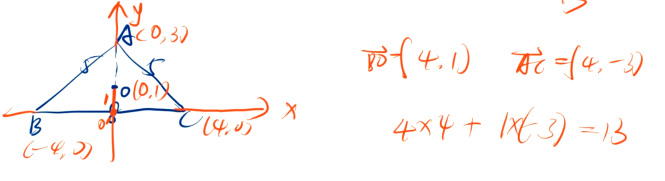 y
A(0,3)
5 5
O(0,1)
1
B O C x
(-4,0) (4,0)
BO=(4,1) AC=(4,-3)
4×4+1×(-3)=13